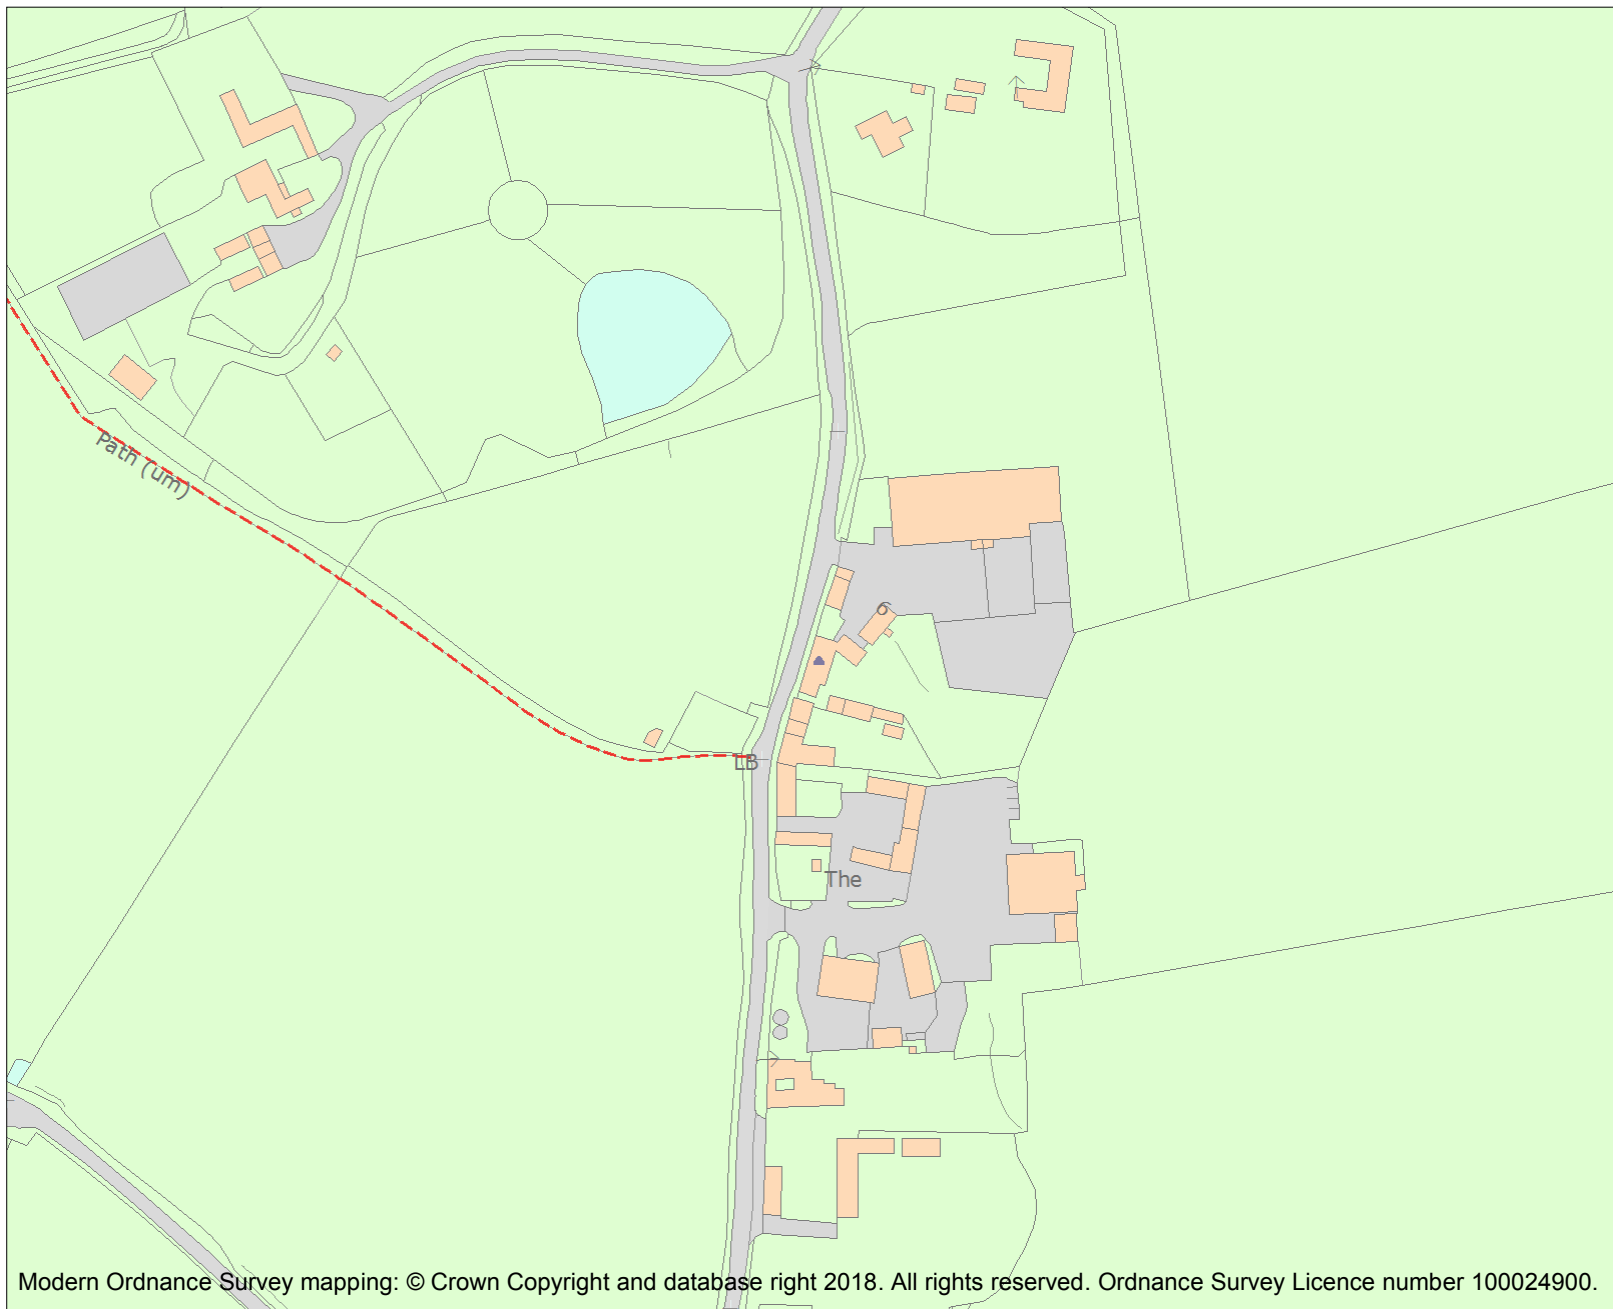 Path (um)
6
LB
The
Modern Ordnance Survey mapping: © Crown Copyright and database right 2018. All rights reserved. Ordnance Survey Licence number 100024900.